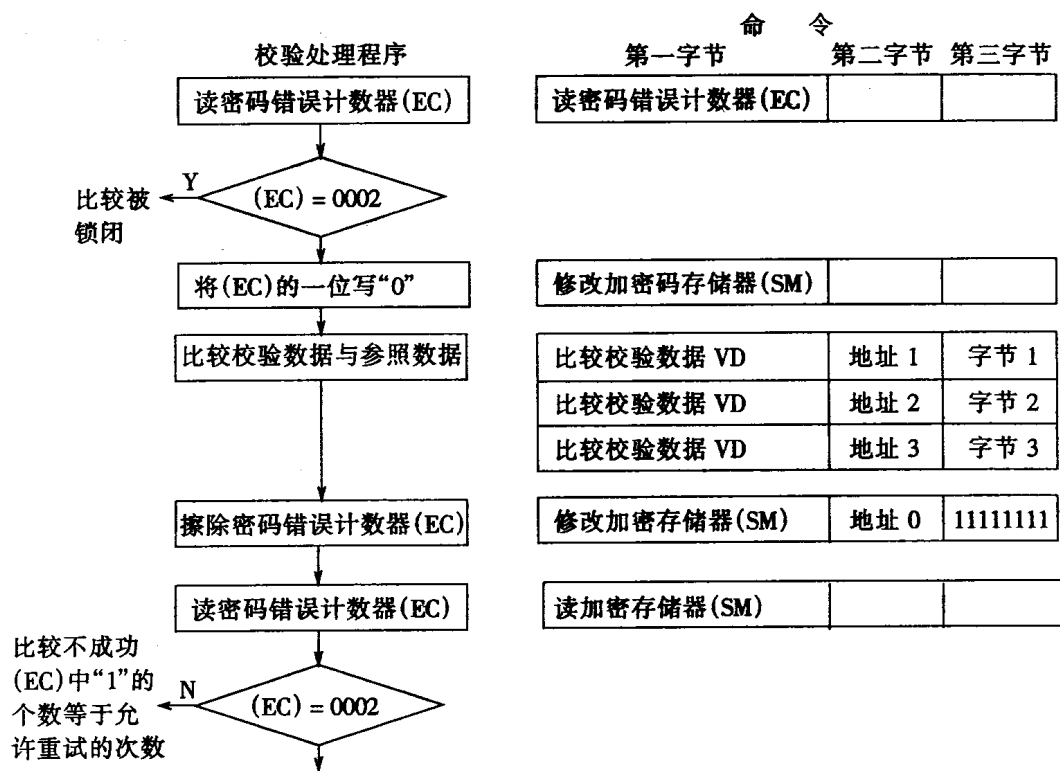 命 令
校验处理程序 第一字节 第二字节 第三字节
读密码错误计数器(EC) 读密码错误计数器(EC)
Y
比较被
锁闭
(EC) = 0002
将(EC)的一位写“0” 修改加密码存储器(SM)
比较校验数据与参照数据 比较校验数据 VD 地址 1 字节 1
比较校验数据 VD 地址 2 字节 2
比较校验数据 VD 地址 3 字节 3
擦除密码错误计数器(EC) 修改加密存储器(SM) 地址 0 11111111
读密码错误计数器(EC) 读加密存储器(SM)
比较不成功
(EC)中“1”的
个数等于允
许重试的次数
N
(EC) = 0002